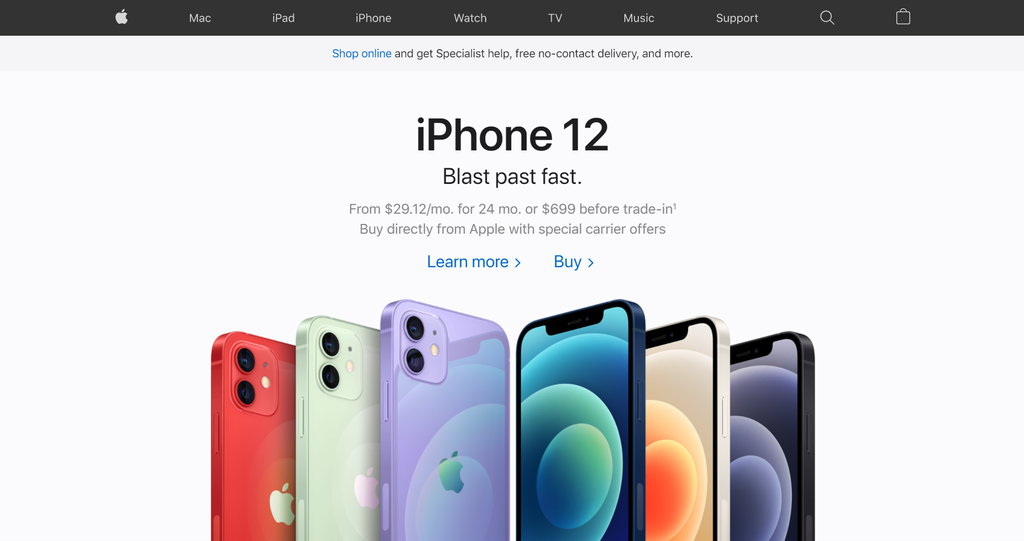 Mac iPad iPhone Watch TV Music Support
Shop online and get Specialist help, free no-contact delivery, and more.
iPhone 12
Blast past fast.
From $29.12/mo. for 24 mo. or $699 before trade-in¹
Buy directly from Apple with special carrier offers
Learn more > Buy >